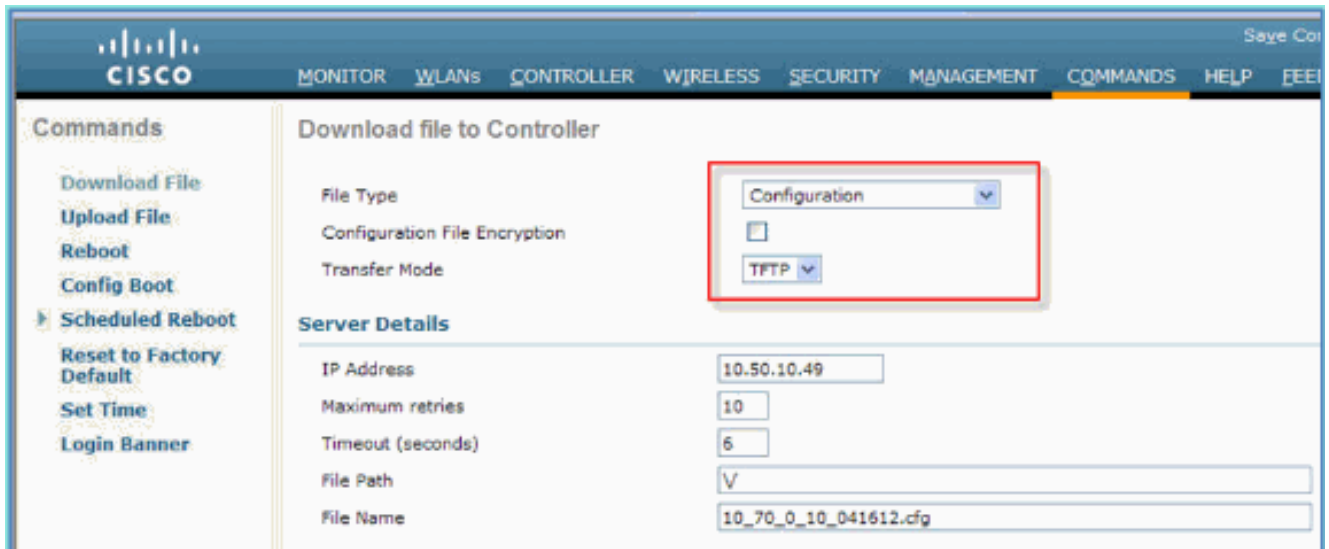 Save Co
CISCO
MONITOR WLANs CONTROLLER WIRELESS SECURITY MANAGEMENT COMMANDS HELP FEE
Commands
Download File
Upload File
Reboot
Config Boot
Scheduled Reboot
Reset to Factory
Default
Set Time
Login Banner
Download file to Controller
File Type Configuration
Configuration File Encryption
Transfer Mode TFTP
Server Details
IP Address 10.50.10.49
Maximum retries 10
Timeout (seconds) 6
File Path \/
File Name 10_70_0_10_041612.cfg